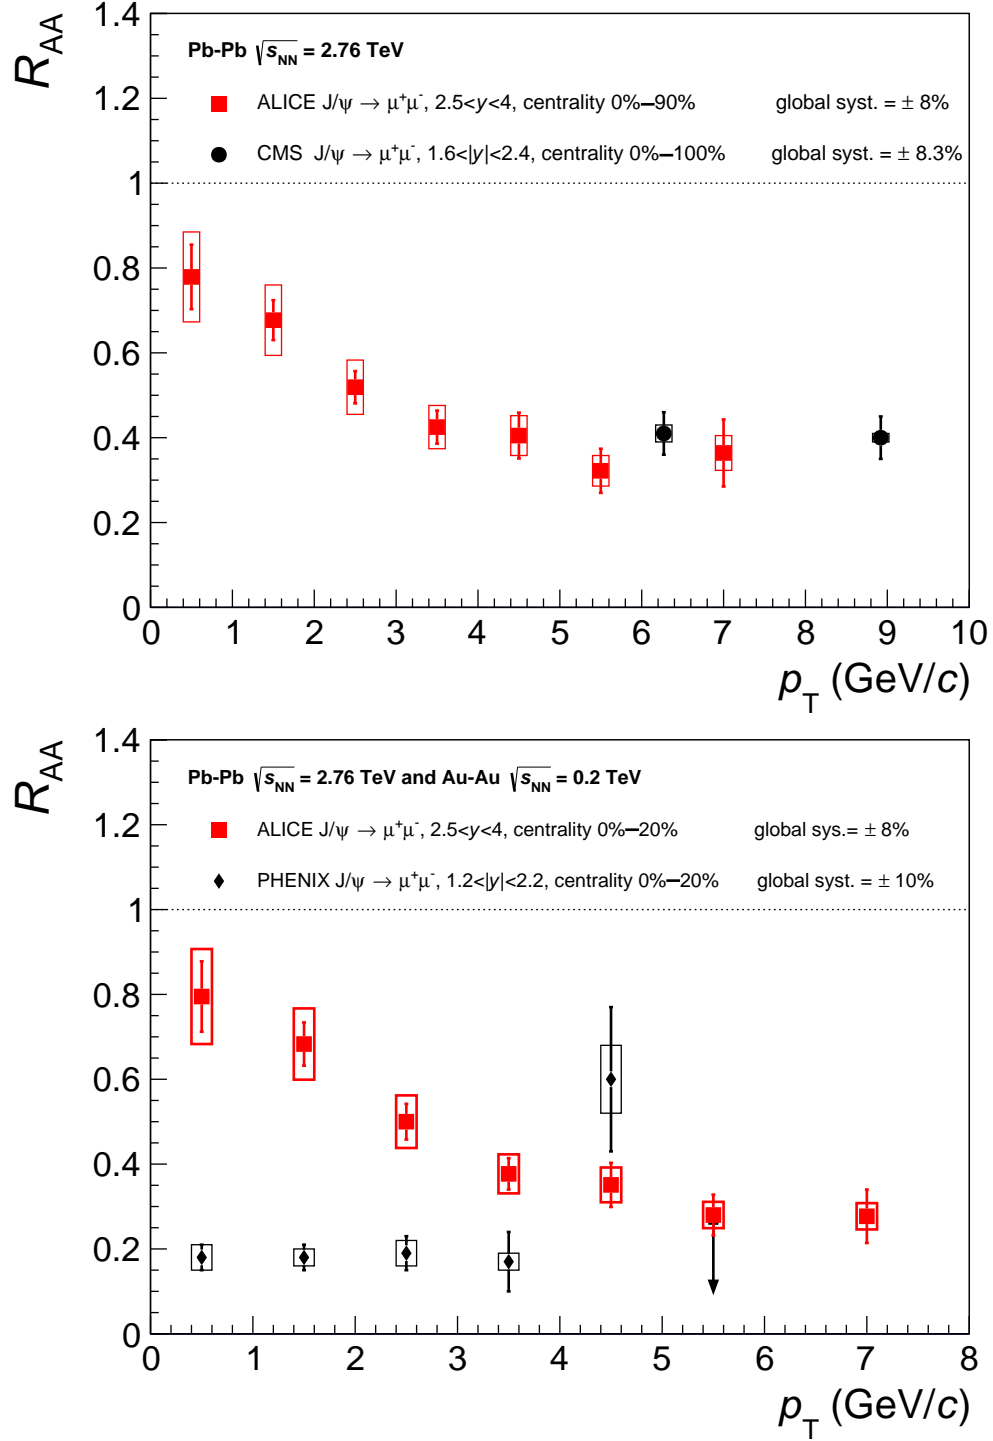 R_AA
1.4
Pb-Pb √s_NN = 2.76 TeV
1.2
ALICE J/ψ → μ⁺μ⁻, 2.5<y<4, centrality 0%–90% global syst. = ± 8%
CMS J/ψ → μ⁺μ⁻, 1.6<|y|<2.4, centrality 0%–100% global syst. = ± 8.3%
1
0.8
0.6
0.4
0.2
0
0 1 2 3 4 5 6 7 8 9 10
p_T (GeV/c)
R_AA
1.4
Pb-Pb √s_NN = 2.76 TeV and Au-Au √s_NN = 0.2 TeV
1.2
ALICE J/ψ → μ⁺μ⁻, 2.5<y<4, centrality 0%–20% global sys.= ± 8%
PHENIX J/ψ → μ⁺μ⁻, 1.2<|y|<2.2, centrality 0%–20% global syst. = ± 10%
1
0.8
0.6
0.4
0.2
0
0 1 2 3 4 5 6 7 8
p_T (GeV/c)